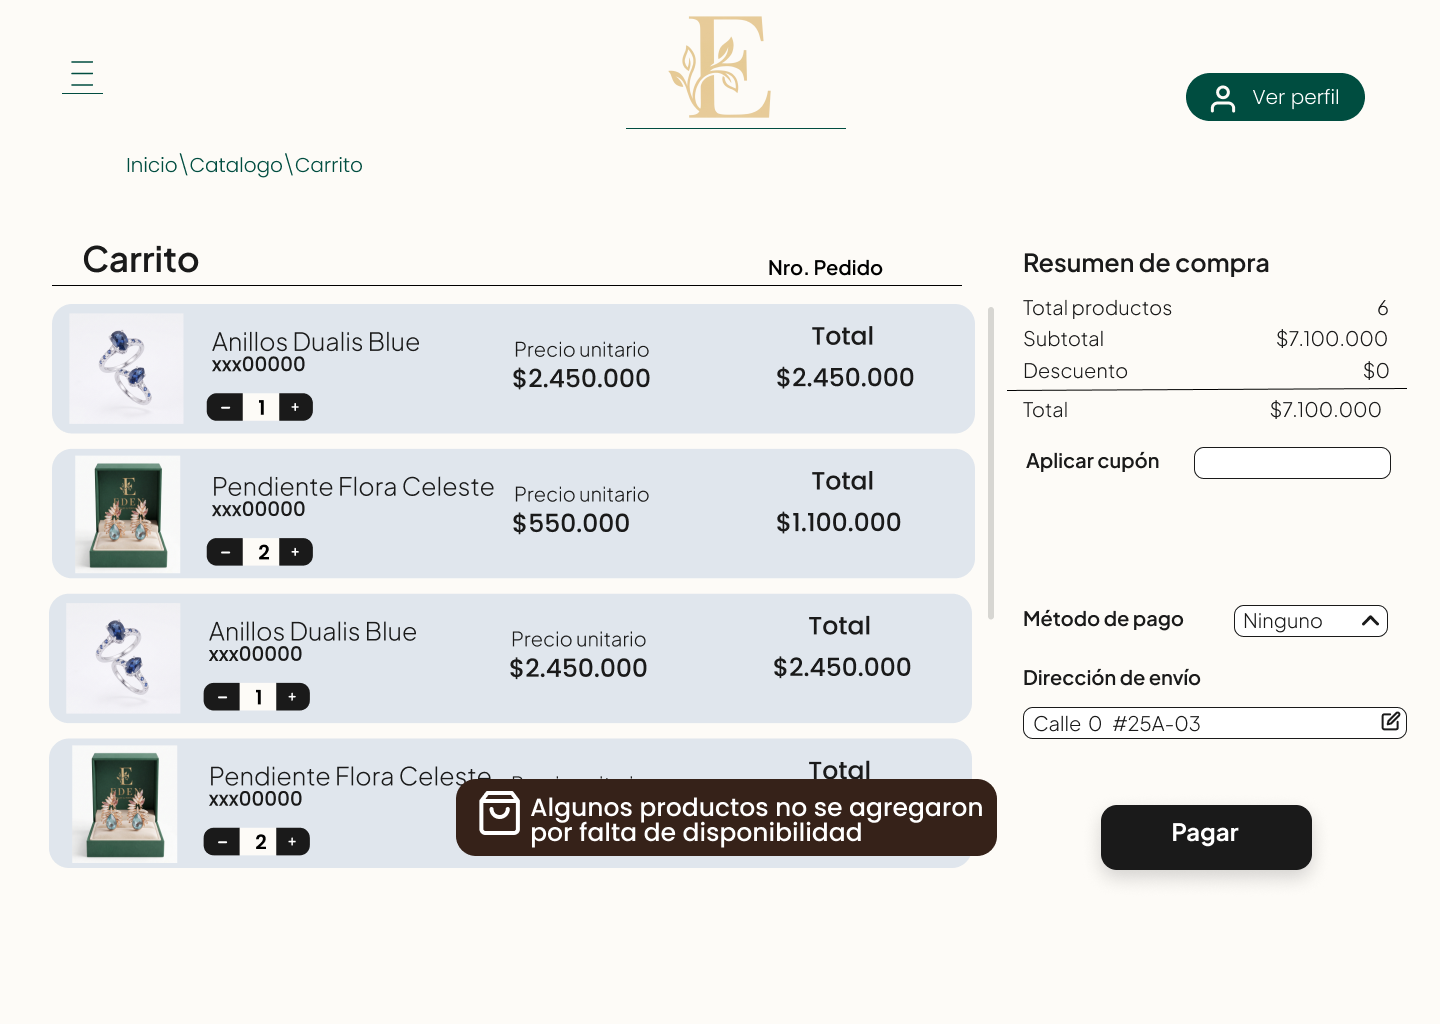 E
Ver perfil
Inicio\Catalogo\Carrito
Carrito
Nro. Pedido
Anillos Dualis Blue
xxx00000
- 1 +
Precio unitario
$2.450.000
Total
$2.450.000
EDEN
Pendiente Flora Celeste
xxx00000
- 2 +
Precio unitario
$550.000
Total
$1.100.000
Anillos Dualis Blue
xxx00000
- 1 +
Precio unitario
$2.450.000
Total
$2.450.000
EDEN
Pendiente Flora Celeste
xxx00000
- 2 +
Precio unitario
Total
Algunos productos no se agregaron
por falta de disponibilidad
Resumen de compra
Total productos 6
Subtotal $7.100.000
Descuento $0
Total $7.100.000
Aplicar cupón
Método de pago Ninguno
Dirección de envío
Calle 0 #25A-03
Pagar